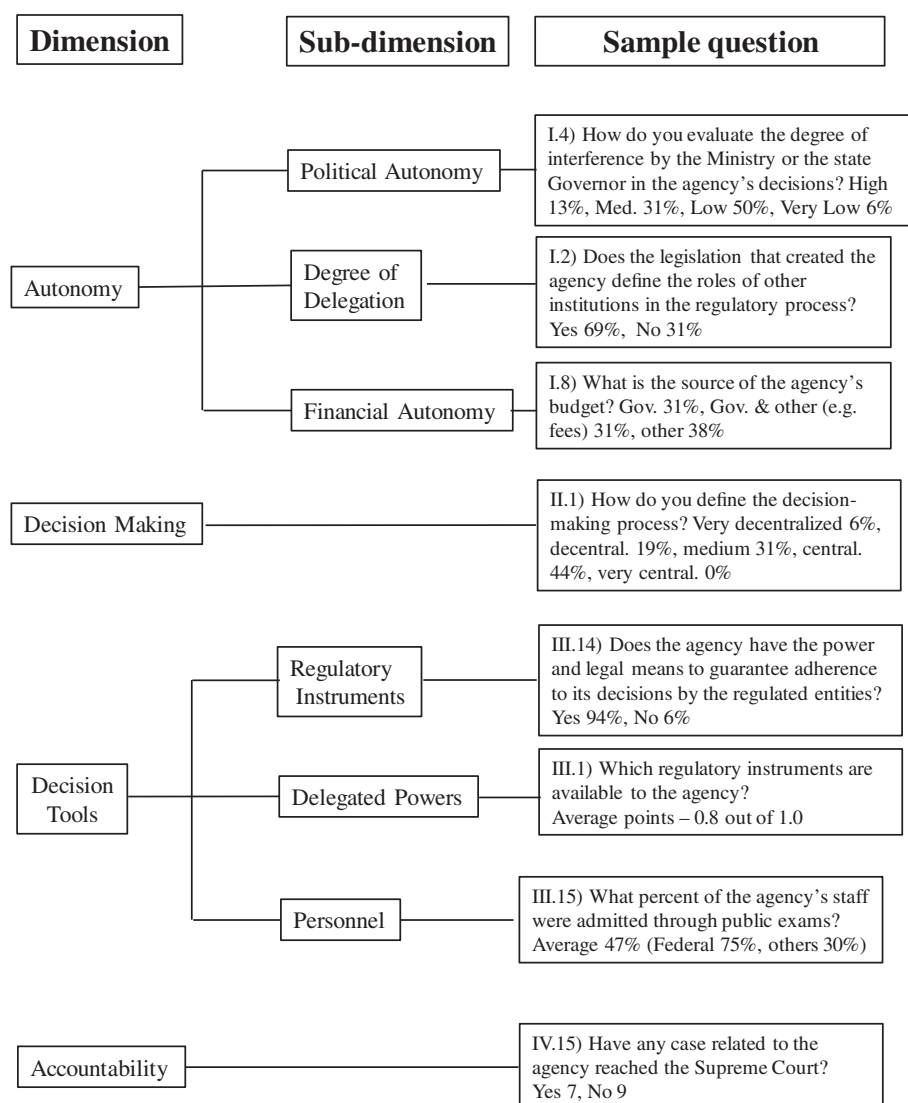 Dimension
Sub-dimension
Sample question
Political Autonomy
I.4) How do you evaluate the degree of
interference by the Ministry or the state
Governor in the agency's decisions? High
13%, Med. 31%, Low 50%, Very Low 6%
Autonomy
Degree of
Delegation
I.2) Does the legislation that created the
agency define the roles of other
institutions in the regulatory process?
Yes 69%, No 31%
Financial Autonomy
I.8) What is the source of the agency's
budget? Gov. 31%, Gov. & other (e.g.
fees) 31%, other 38%
Decision Making
II.1) How do you define the decision-
making process? Very decentralized 6%,
decentral. 19%, medium 31%, central.
44%, very central. 0%
Regulatory
Instruments
III.14) Does the agency have the power
and legal means to guarantee adherence
to its decisions by the regulated entities?
Yes 94%, No 6%
Decision
Tools
Delegated Powers
III.1) Which regulatory instruments are
available to the agency?
Average points – 0.8 out of 1.0
Personnel
III.15) What percent of the agency's staff
were admitted through public exams?
Average 47% (Federal 75%, others 30%)
Accountability
IV.15) Have any case related to the
agency reached the Supreme Court?
Yes 7, No 9